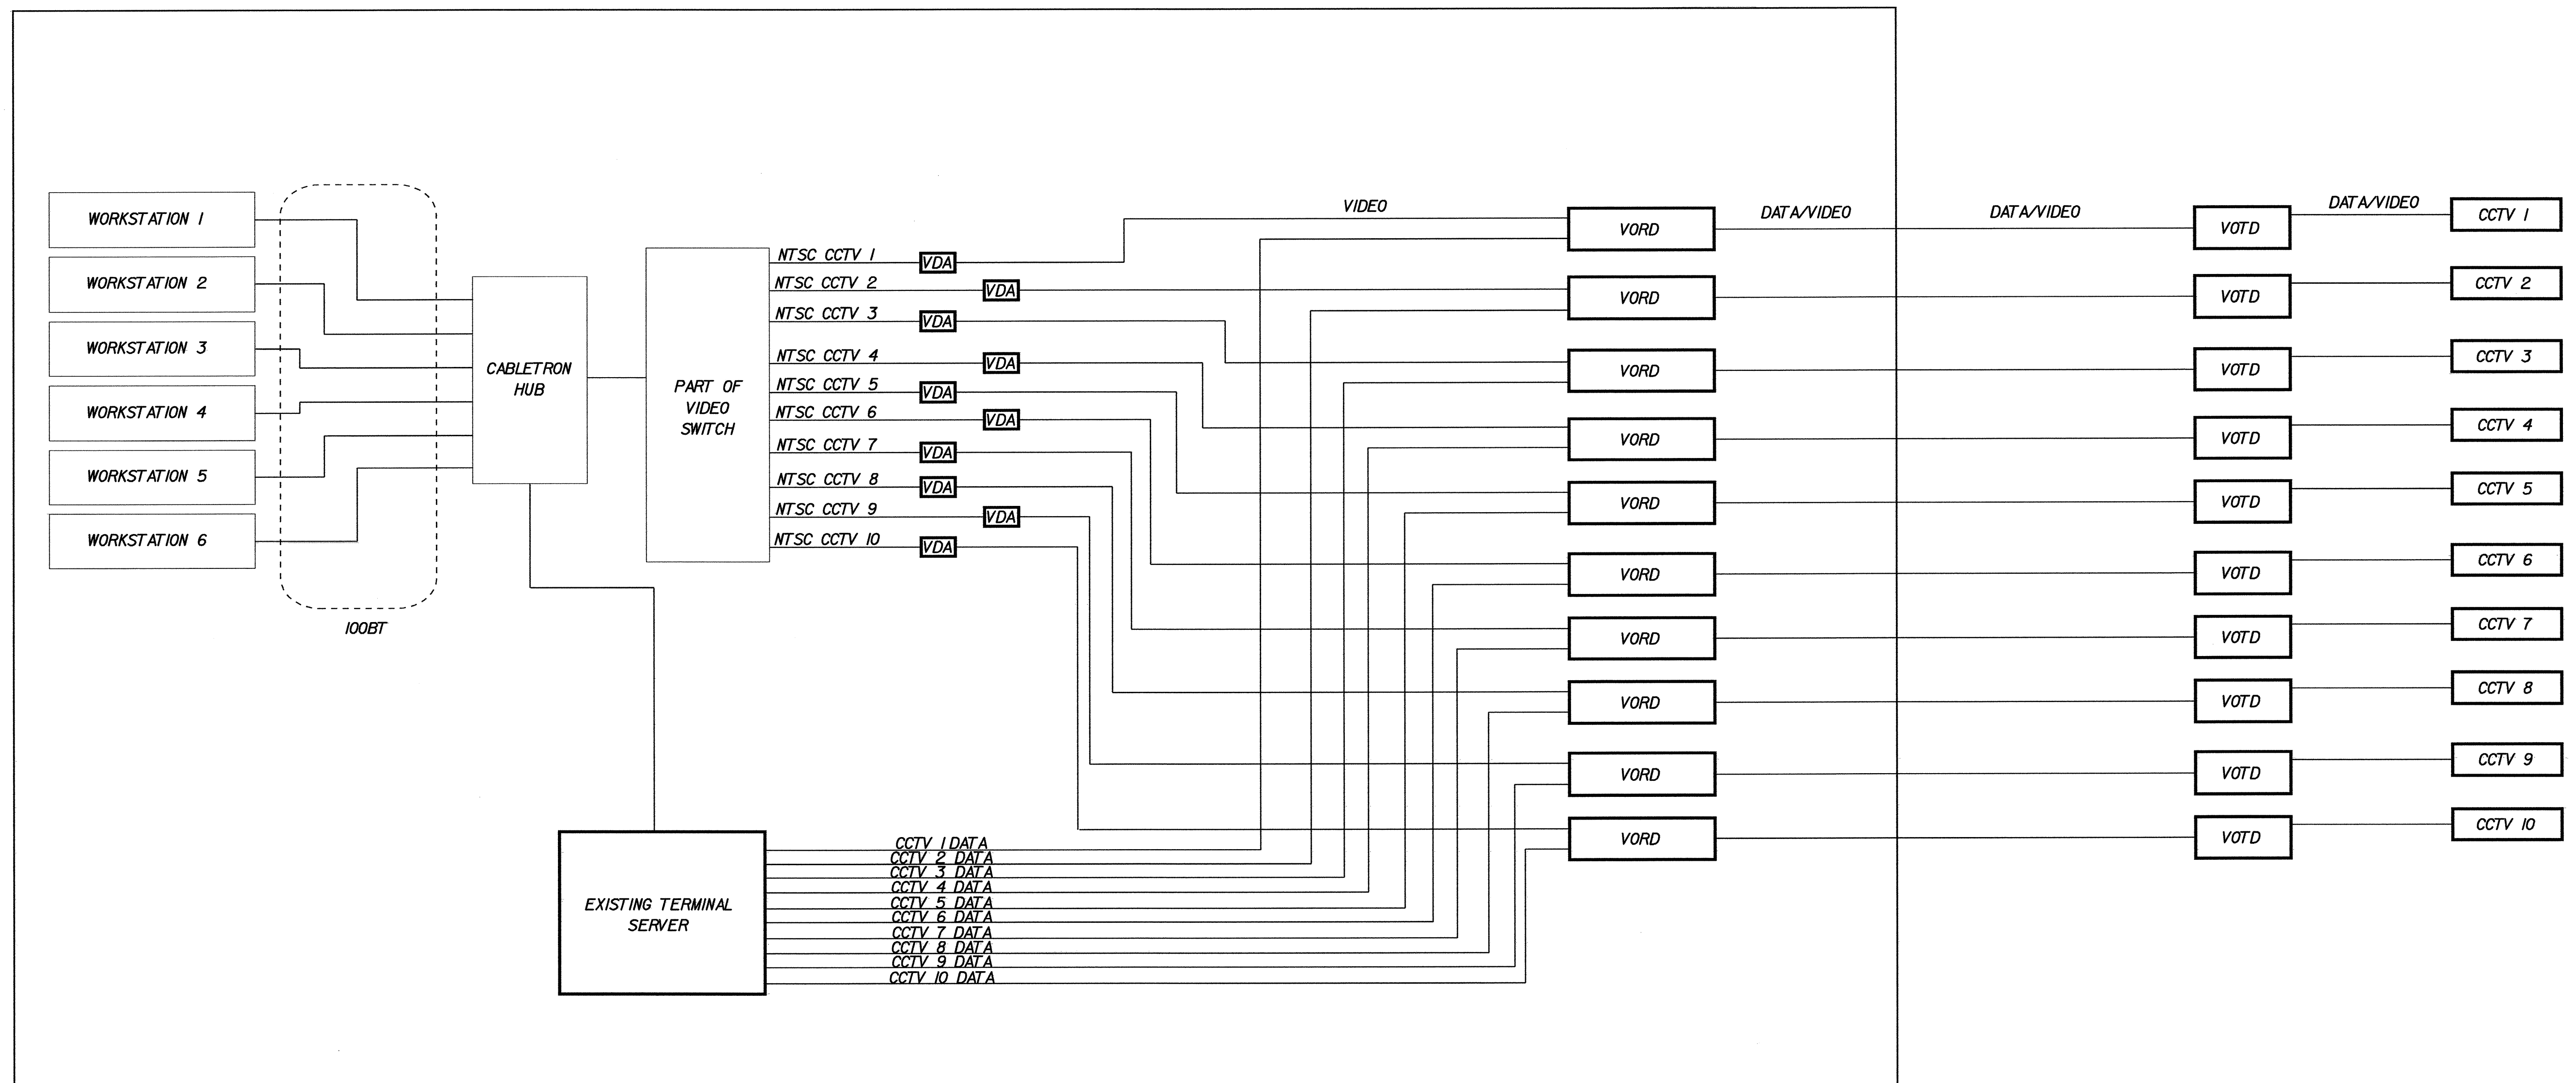 WORKSTATION 1
WORKSTATION 2
WORKSTATION 3
WORKSTATION 4
WORKSTATION 5
WORKSTATION 6
100BT
CABLETRON
HUB
PART OF
VIDEO
SWITCH
NTSC CCTV 1
VDA
NTSC CCTV 2
VDA
NTSC CCTV 3
VDA
NTSC CCTV 4
VDA
NTSC CCTV 5
VDA
NTSC CCTV 6
VDA
NTSC CCTV 7
VDA
NTSC CCTV 8
VDA
NTSC CCTV 9
VDA
NTSC CCTV 10
VDA
EXISTING TERMINAL
SERVER
CCTV 1 DATA
CCTV 2 DATA
CCTV 3 DATA
CCTV 4 DATA
CCTV 5 DATA
CCTV 6 DATA
CCTV 7 DATA
CCTV 8 DATA
CCTV 9 DATA
CCTV 10 DATA
VIDEO
VORD
DATA/VIDEO
DATA/VIDEO
VOTD
DATA/VIDEO
CCTV 1
VORD
VOTD
CCTV 2
VORD
VOTD
CCTV 3
VORD
VOTD
CCTV 4
VORD
VOTD
CCTV 5
VORD
VOTD
CCTV 6
VORD
VOTD
CCTV 7
VORD
VOTD
CCTV 8
VORD
VOTD
CCTV 9
VORD
VOTD
CCTV 10